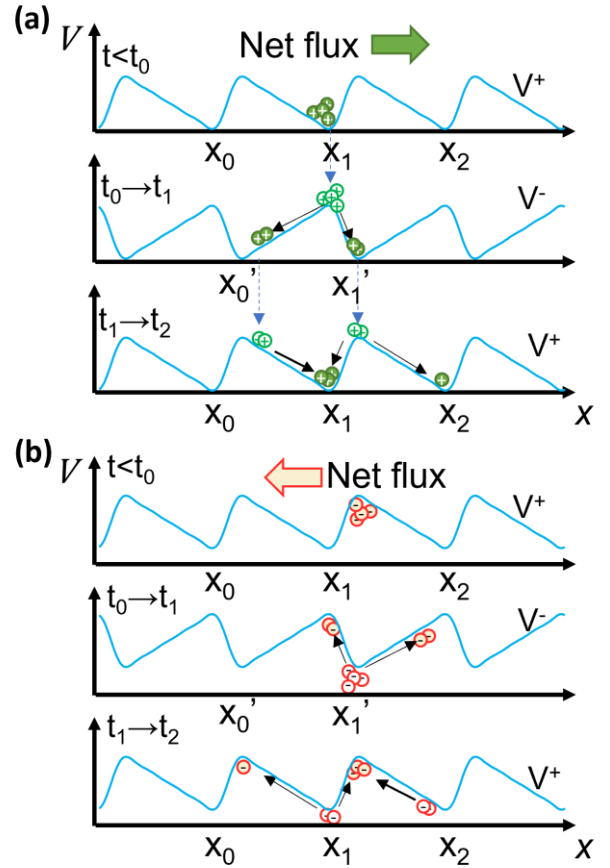 (a)
V
t<t₀
Net flux
V⁺
x₀ x₁ x₂
t₀→t₁
V⁻
x₀’ x₁’
t₁→t₂
V⁺
x₀ x₁ x₂ x
(b)
V
t<t₀
Net flux
V⁺
x₀ x₁ x₂
t₀→t₁
V⁻
x₀’ x₁’
t₁→t₂
V⁺
x₀ x₁ x₂ x